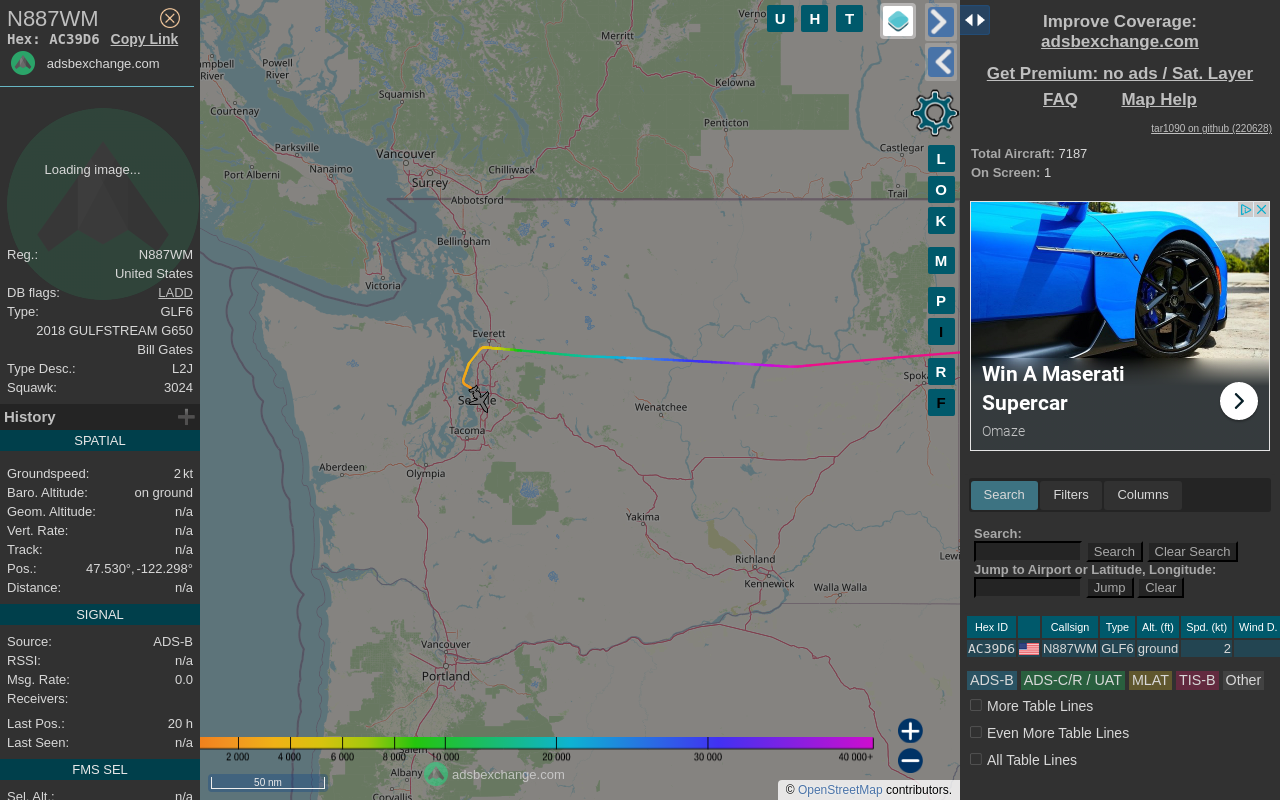 N887WM
Hex: AC39D6 Copy Link
adsbexchange.com
Loading image...
Reg.: N887WM
United States
DB flags: LADD
Type: GLF6
2018 GULFSTREAM G650
Bill Gates
Type Desc.: L2J
Squawk: 3024
History
SPATIAL
Groundspeed: 2 kt
Baro. Altitude: on ground
Geom. Altitude: n/a
Vert. Rate: n/a
Track: n/a
Pos.: 47.530°, -122.298°
Distance: n/a
SIGNAL
Source: ADS-B
RSSI: n/a
Msg. Rate: 0.0
Receivers:
Last Pos.: 20 h
Last Seen: n/a
FMS SEL
Sel. Alt.: n/a
Merritt
Powell River
Squamish
Courtenay
Kelowna
Penticton
Parksville
Vancouver
Castlegar
Port Alberni
Nanaimo
Surrey
Chilliwack
Abbotsford
Trail
Bellingham
Victoria
Everett
Wenatchee
Tacoma
Aberdeen
Olympia
Yakima
Richland
Kennewick
Walla Walla
Vancouver
Portland
Salem
Albany
Corvallis
U H T
L
O
K
M
P
I
R
F
2 000 4 000 6 000 8 000 10 000 20 000 30 000 40 000+
50 nm
adsbexchange.com
© OpenStreetMap contributors.
Improve Coverage:
adsbexchange.com
Get Premium: no ads / Sat. Layer
FAQ Map Help
tar1090 on github (220628)
Total Aircraft: 7187
On Screen: 1
Win A Maserati
Supercar
Omaze
Search Filters Columns
Search:
Search Clear Search
Jump to Airport or Latitude, Longitude:
Jump Clear
Hex ID Callsign Type Alt. (ft) Spd. (kt) Wind D.
AC39D6 N887WM GLF6 ground 2
ADS-B ADS-C/R / UAT MLAT TIS-B Other
More Table Lines
Even More Table Lines
All Table Lines